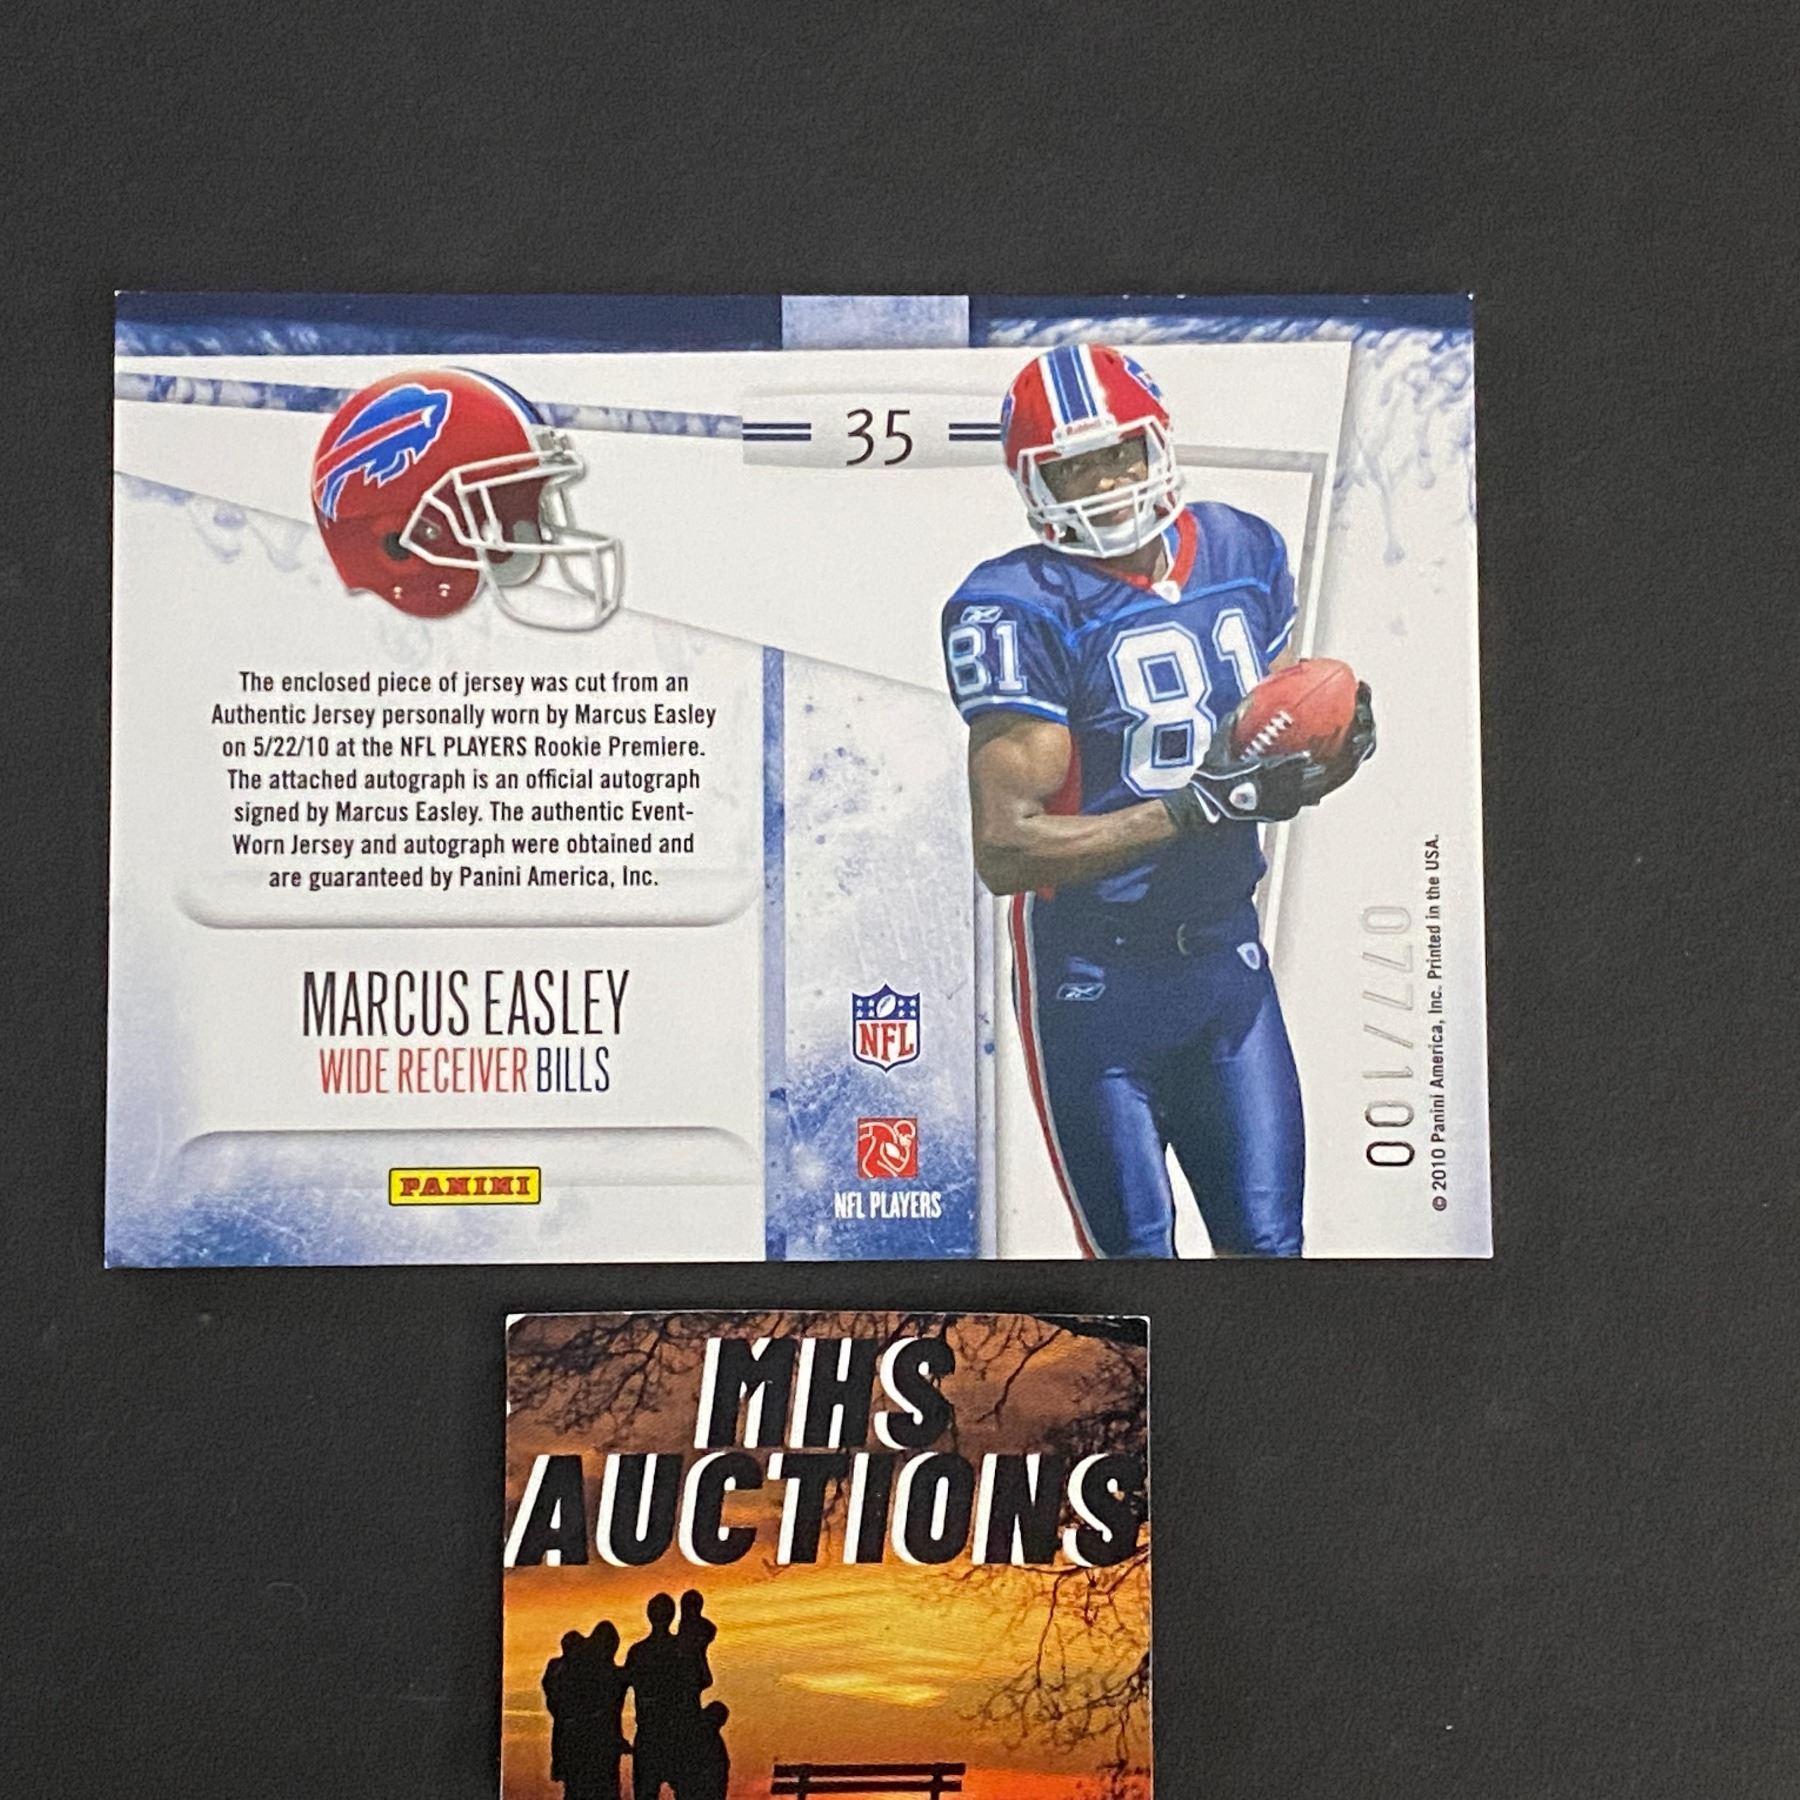 35
Riddell
81
81
The enclosed piece of jersey was cut from an
Authentic Jersey personally worn by Marcus Easley
on 5/22/10 at the NFL PLAYERS Rookie Premiere.
The attached autograph is an official autograph
signed by Marcus Easley. The authentic Event-
Worn Jersey and autograph were obtained and
are guaranteed by Panini America, Inc.
MARCUS EASLEY
WIDE RECEIVER BILLS
PANINI
NFL
NFL PLAYERS
077/100
© 2010 Panini America, Inc. Printed in the USA.
MHS
AUCTIONS